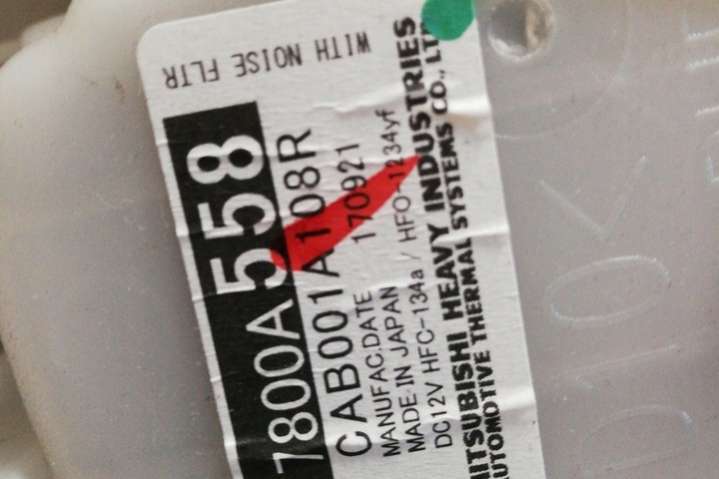 WITH NOISE FLTR
7800A558
CAB001A108R
MANUFAC.DATE 170921
MADE IN JAPAN
DC12V HFC-134a / HFO-1234yf
MITSUBISHI HEAVY INDUSTRIES
AUTOMOTIVE THERMAL SYSTEMS CO., LTD